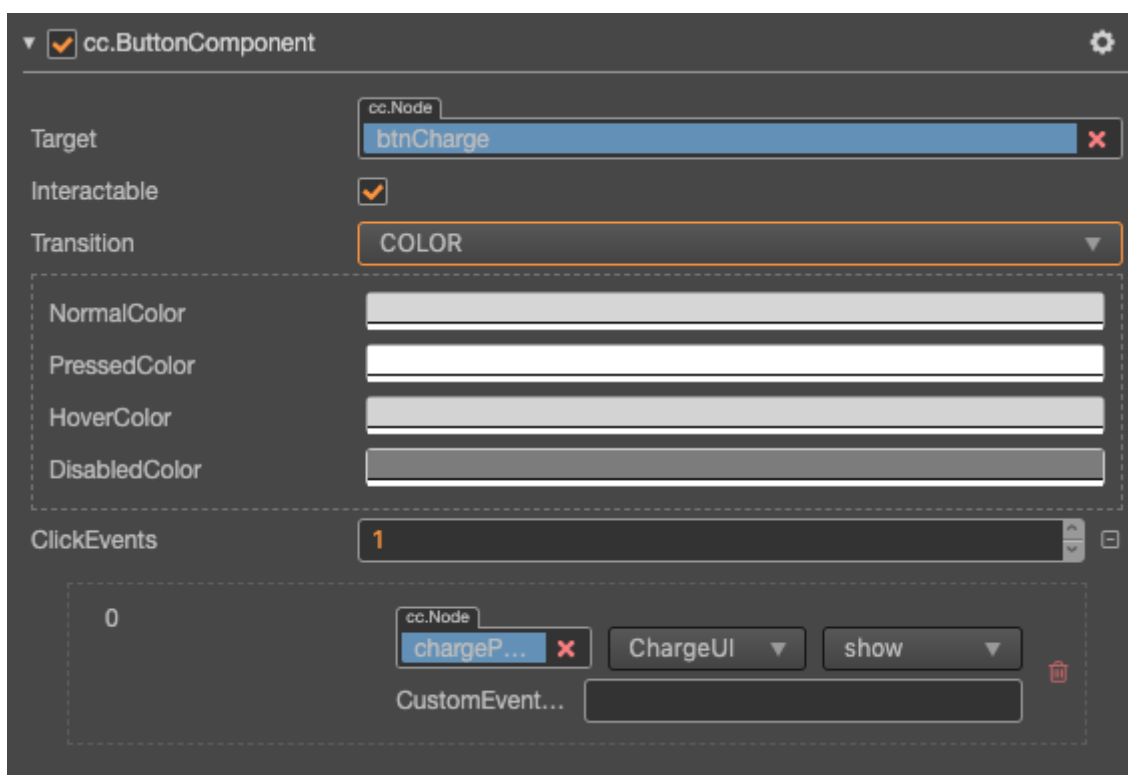 cc.ButtonComponent
cc.Node
Target btnCharge
Interactable
Transition COLOR
NormalColor
PressedColor
HoverColor
DisabledColor
ClickEvents 1
0 cc.Node
chargeP... ChargeUI show
CustomEvent...